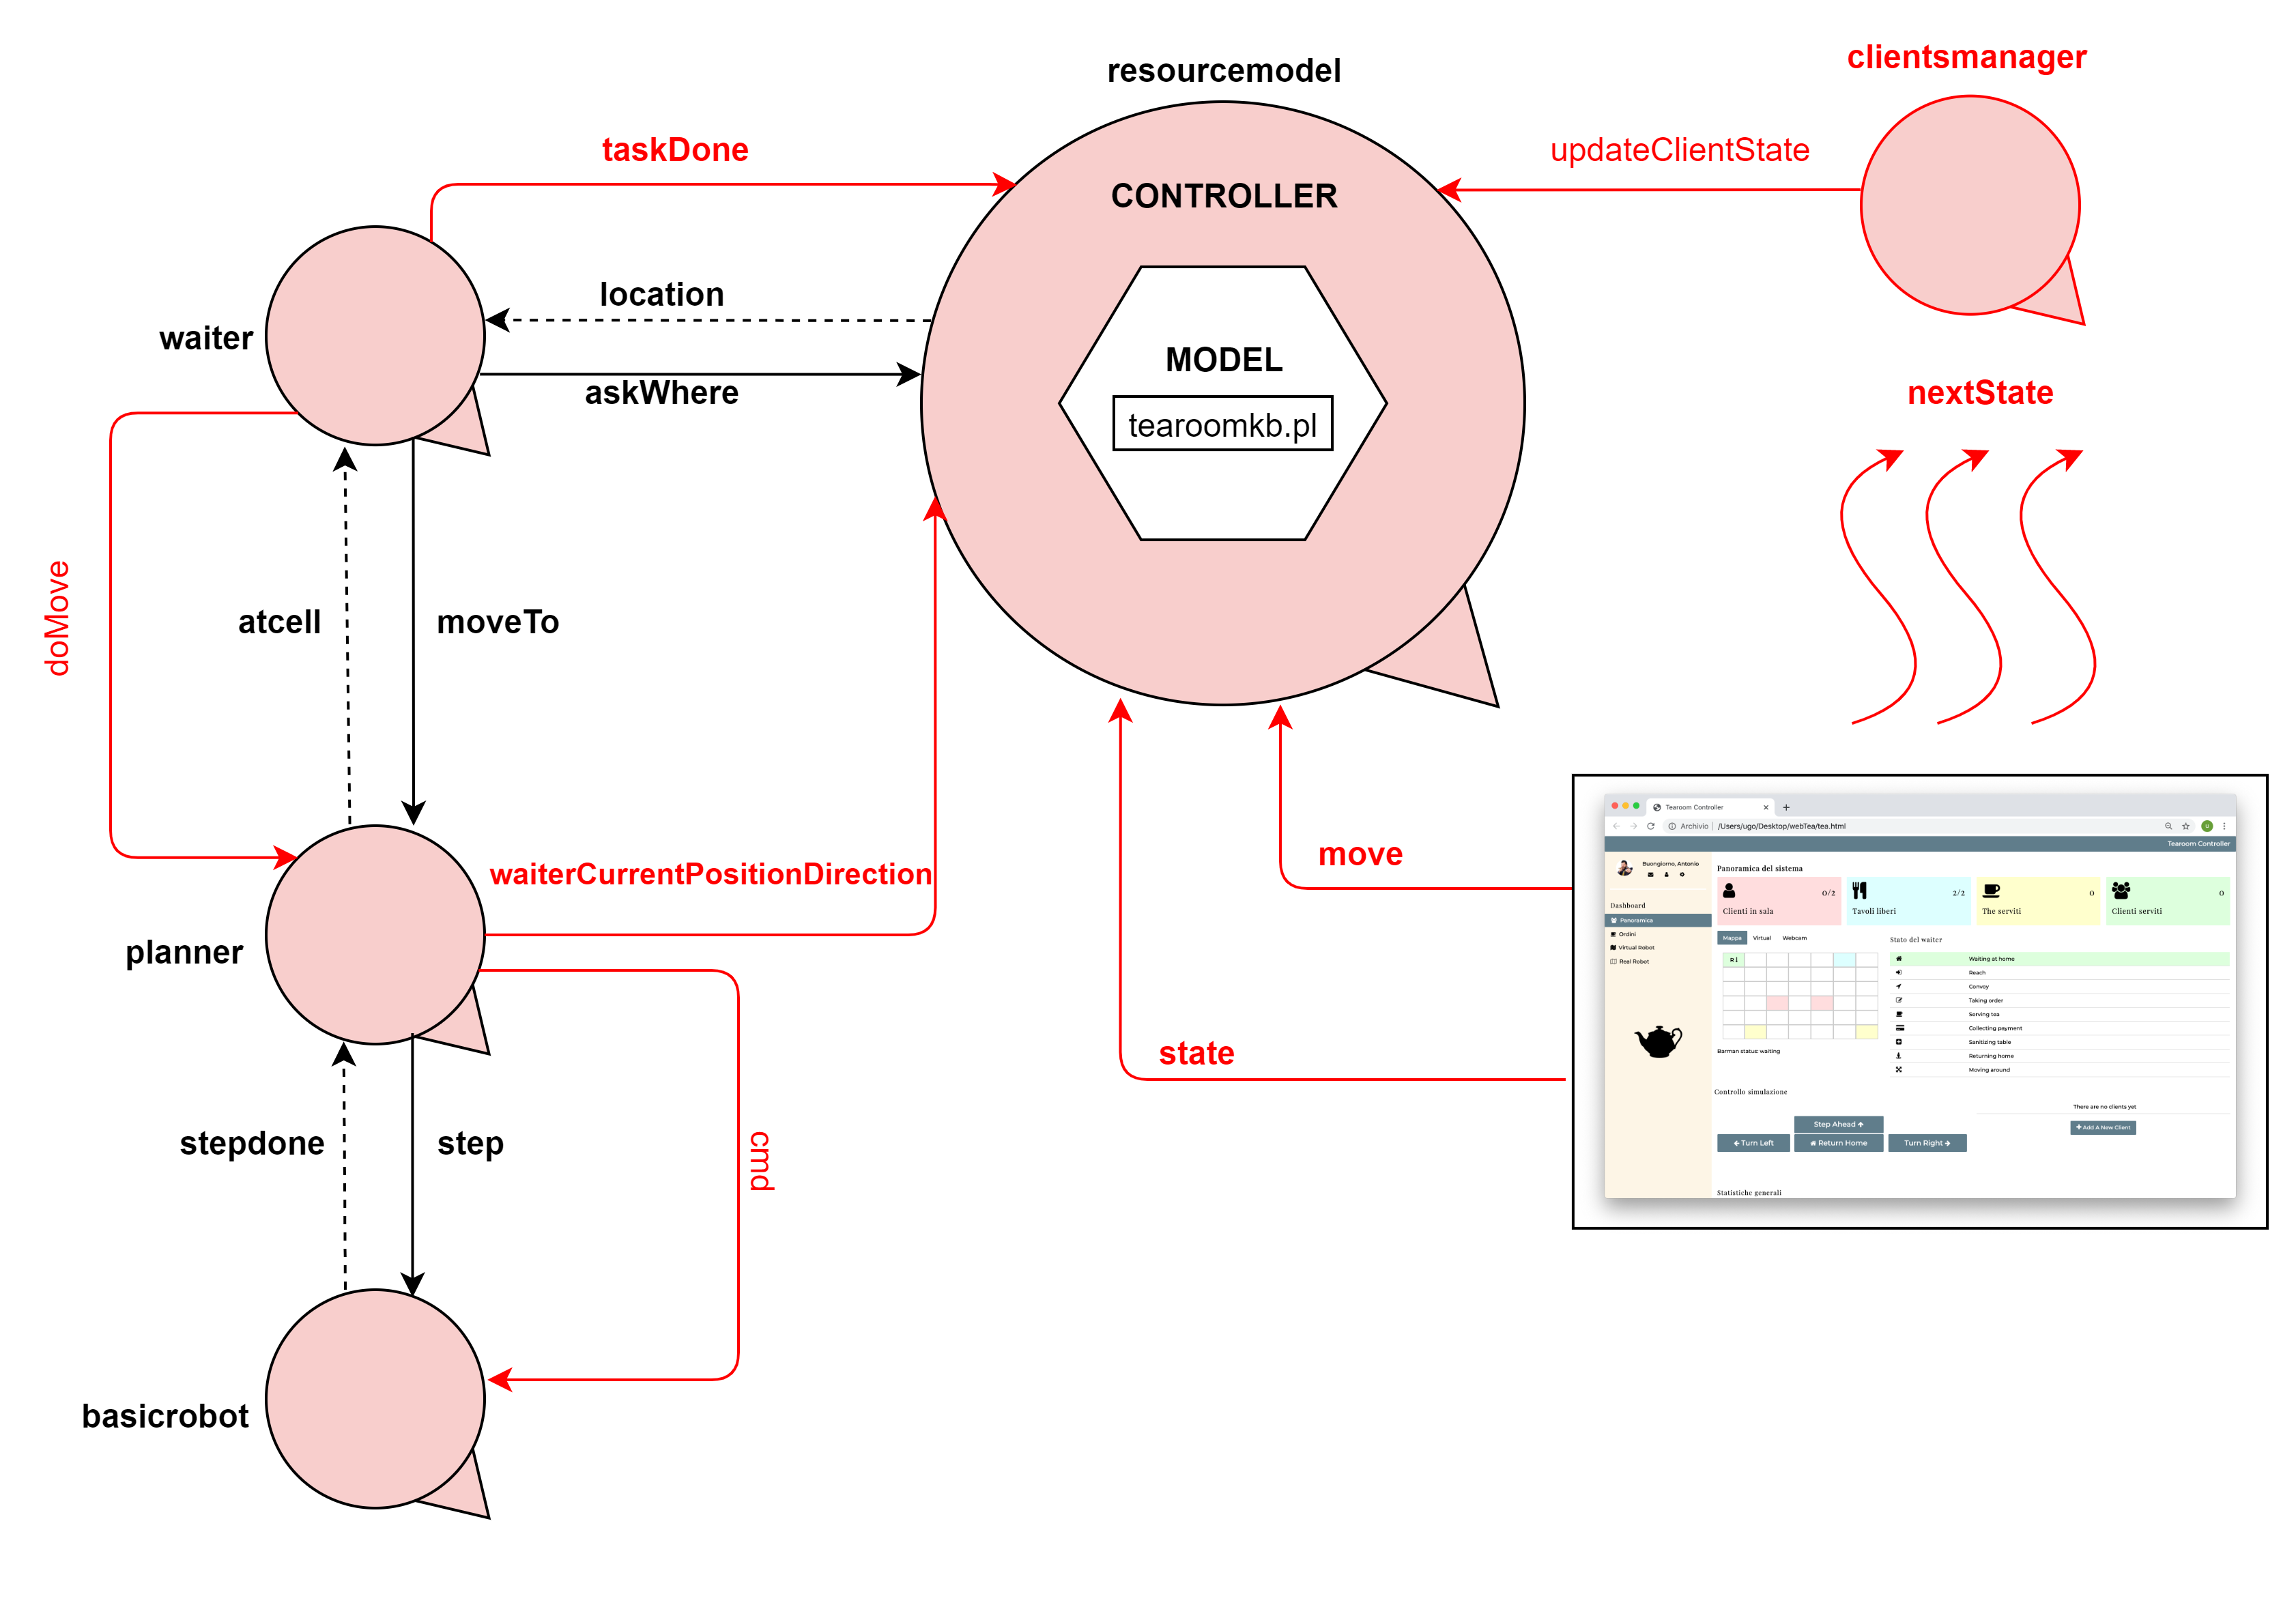 clientsmanager
resourcemodel
taskDone
updateClientState
CONTROLLER
location
waiter
MODEL
askWhere
nextState
tearoomkb.pl
doMove
atcell
moveTo
waiterCurrentPositionDirection
move
planner
state
stepdone
step
cmd
basicrobot
Tearoom Controller
Archivio | /Users/ugo/Desktop/webTea/tea.html
Tearoom Controller
Buongiorno, Antonio
Dashboard
Panoramica
Ordini
Virtual Robot
Real Robot
Panoramica del sistema
0/2
Clienti in sala
2/2
Tavoli liberi
0
The serviti
0
Clienti serviti
Mappa Virtual Webcam
R
Barman status: waiting
Stato del waiter
Waiting at home
Reach
Convoy
Taking order
Serving tea
Collecting payment
Sanitizing table
Returning home
Moving around
Controllo simulazione
Step Ahead
Turn Left
Return Home
Turn Right
There are no clients yet
Add A New Client
Statistiche generali